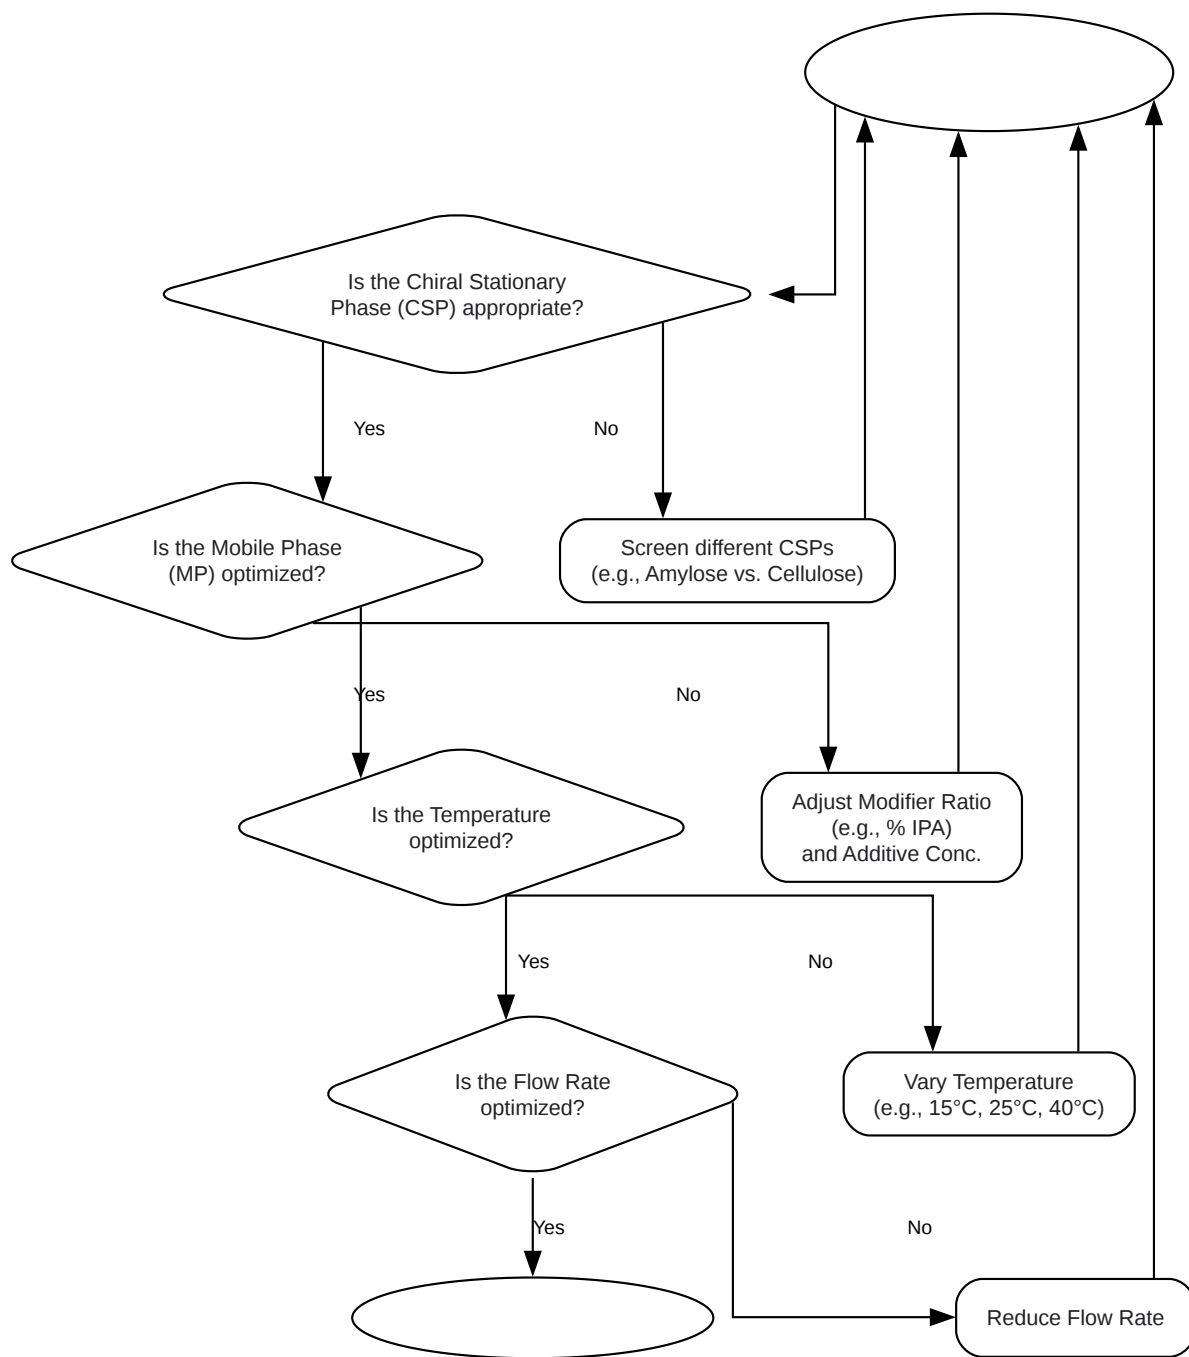 Is the Chiral Stationary
Phase (CSP) appropriate?
Yes
No
Is the Mobile Phase
(MP) optimized?
Screen different CSPs
(e.g., Amylose vs. Cellulose)
Yes
No
Is the Temperature
optimized?
Adjust Modifier Ratio
(e.g., % IPA)
and Additive Conc.
Yes
No
Is the Flow Rate
optimized?
Vary Temperature
(e.g., 15°C, 25°C, 40°C)
Yes
No
Reduce Flow Rate